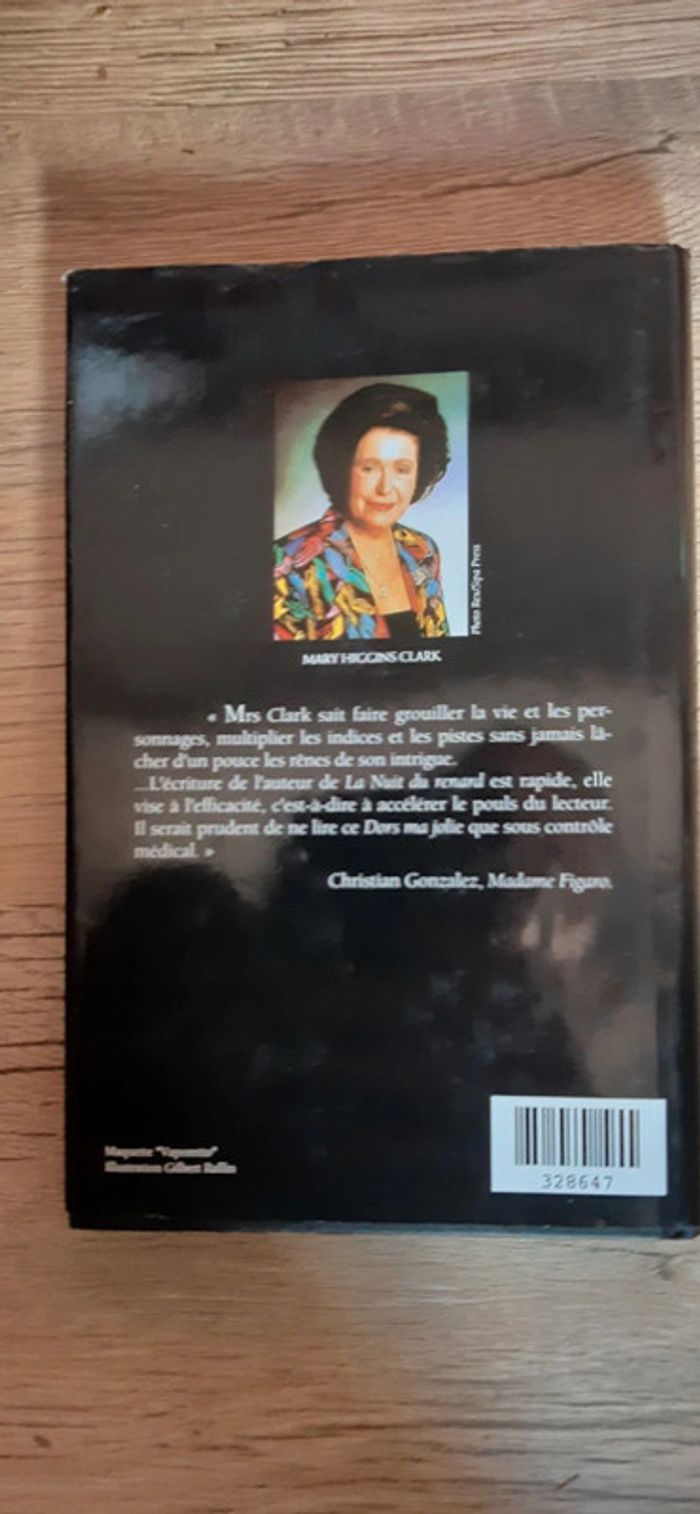 Photo Rex/Sipa Press
MARY HIGGINS CLARK
« Mrs Clark sait faire grouiller la vie et les per-
sonnages, multiplier les indices et les pistes sans jamais lâ-
cher d'un pouce les rênes de son intrigue.
...L'écriture de l'auteur de La Nuit du renard est rapide, elle
vise à l'efficacité, c'est-à-dire à accélérer le pouls du lecteur.
Il serait prudent de ne lire ce Dors ma jolie que sous contrôle
médical. »
Christian Gonzalez, Madame Figaro.
Maquette "Vaporetto"
Illustration Gilbert Raffin
328647